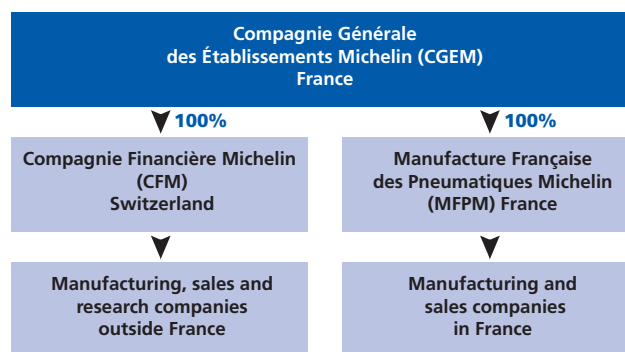 Compagnie Générale
des Établissements Michelin (CGEM)
France
100%
100%
Compagnie Financière Michelin
(CFM)
Switzerland
Manufacture Française
des Pneumatiques Michelin
(MFPM) France
Manufacturing, sales and
research companies
outside France
Manufacturing and
sales companies
in France